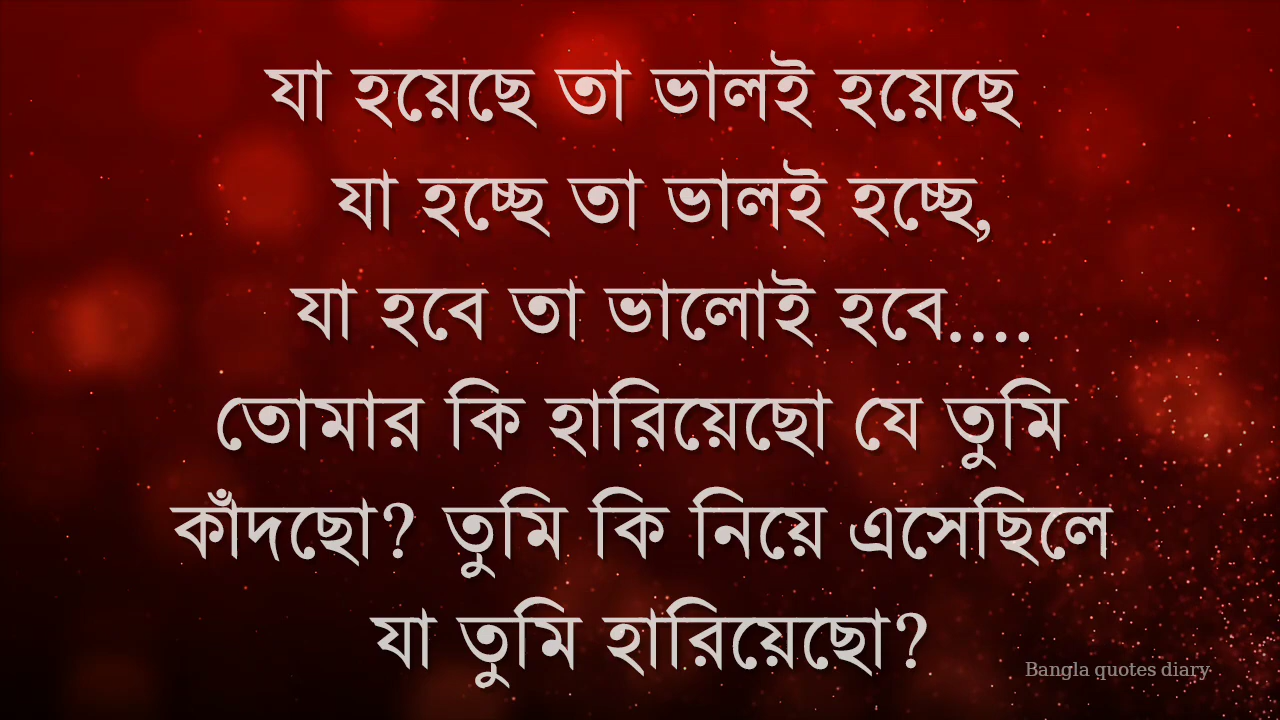 যা হয়েছে তা ভালই হয়েছে
যা হচ্ছে তা ভালই হচ্ছে,
যা হবে তা ভালোই হবে....
তোমার কি হারিয়েছো যে তুমি
কাঁদছো? তুমি কি নিয়ে এসেছিলে
যা তুমি হারিয়েছো?
Bangla quotes diary